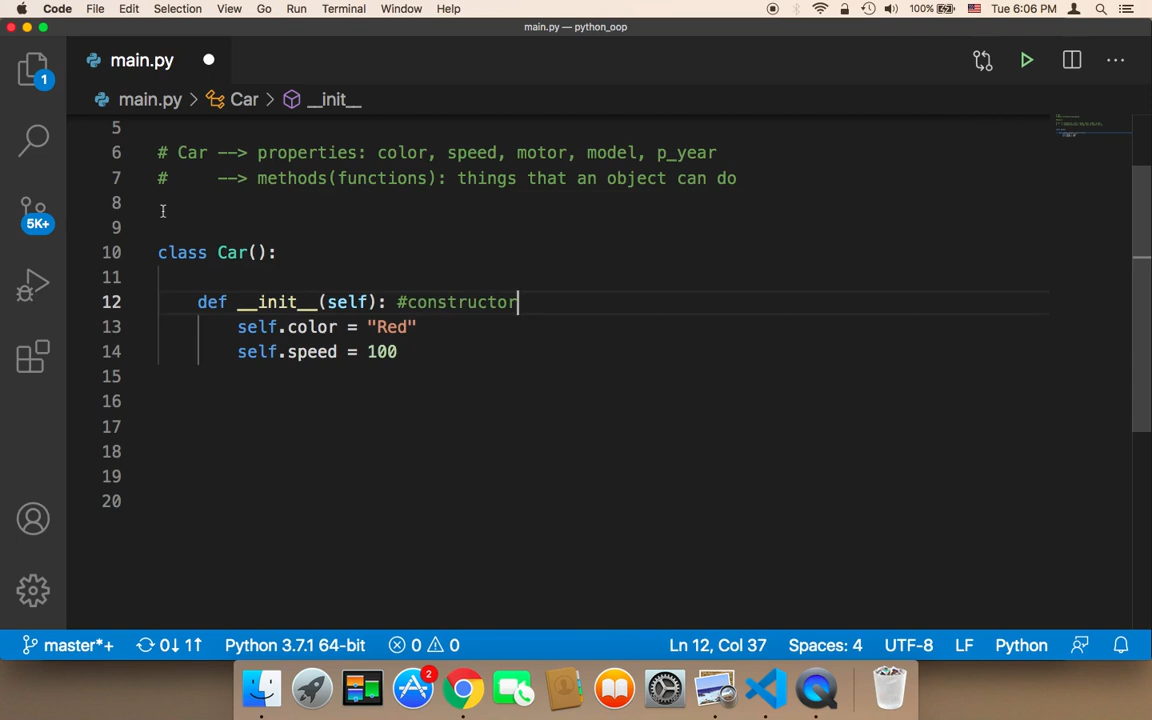 Code File Edit Selection View Go Run Terminal Window Help 100% Tue 6:06 PM
main.py — python_oop
main.py
1
main.py > Car > __init__
5
6 # Car --> properties: color, speed, motor, model, p_year
7 # --> methods(functions): things that an object can do
8
5K+
9
10 class Car():
11
12 def __init__(self): #constructor
13 self.color = "Red"
14 self.speed = 100
15
16
17
18
19
20
master*+ 0↓ 1↑ Python 3.7.1 64-bit 0 0 Ln 12, Col 37 Spaces: 4 UTF-8 LF Python
2